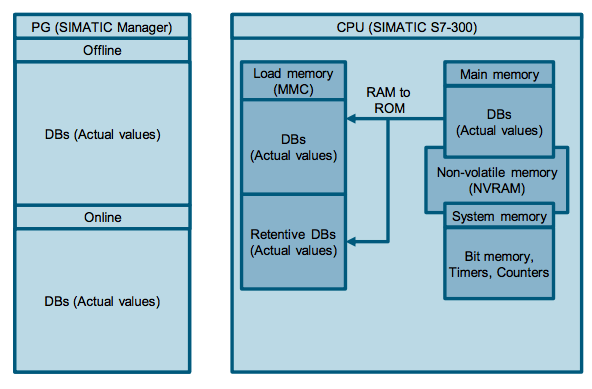 PG (SIMATIC Manager)
Offline
DBs (Actual values)
Online
DBs (Actual values)
CPU (SIMATIC S7-300)
Load memory
(MMC)
DBs
(Actual values)
Retentive DBs
(Actual values)
RAM to
ROM
Main memory
DBs
(Actual values)
Non-volatile memory
(NVRAM)
System memory
Bit memory,
Timers, Counters